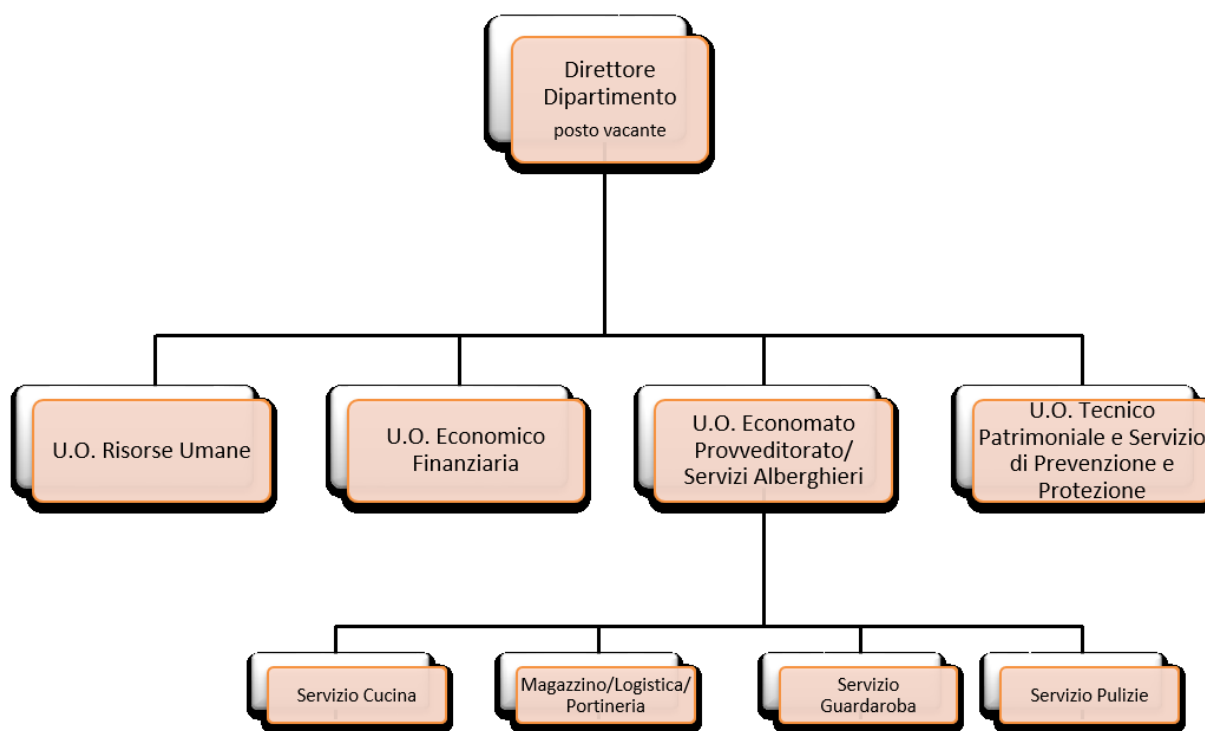 Direttore
Dipartimento
posto vacante
U.O. Risorse Umane
U.O. Economico
Finanziaria
U.O. Economato
Provveditorato/
Servizi Alberghieri
U.O. Tecnico
Patrimoniale e Servizio
di Prevenzione e
Protezione
Servizio Cucina
Magazzino/Logistica/
Portineria
Servizio
Guardaroba
Servizio Pulizie